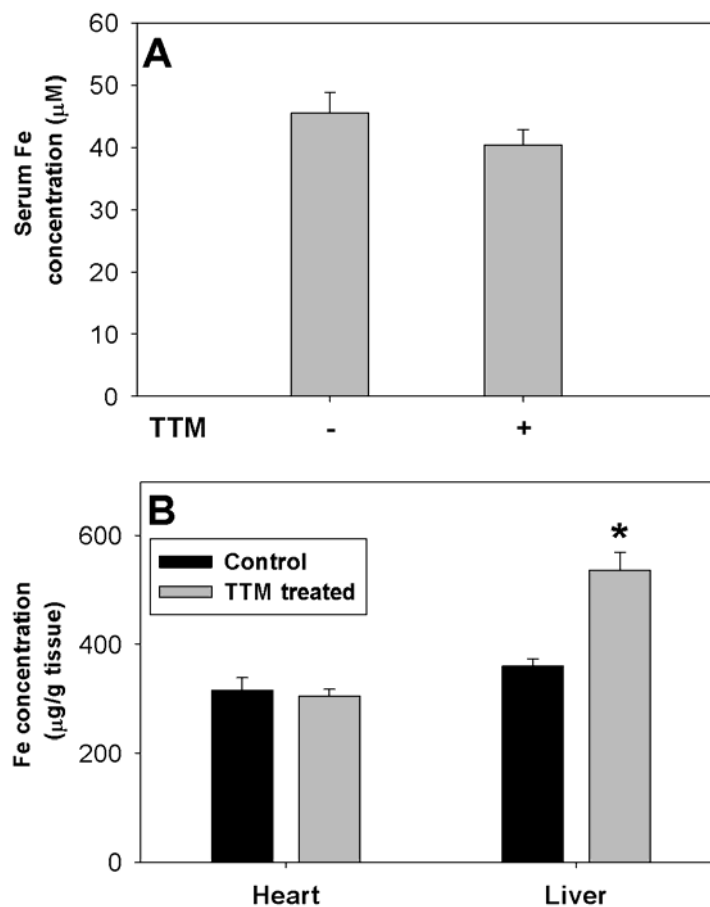 A
Serum Fe
concentration (μM)
60
50
40
30
20
10
0
TTM - +
B
Fe concentration
(μg/g tissue)
600
400
200
0
Control
TTM treated
*
Heart Liver